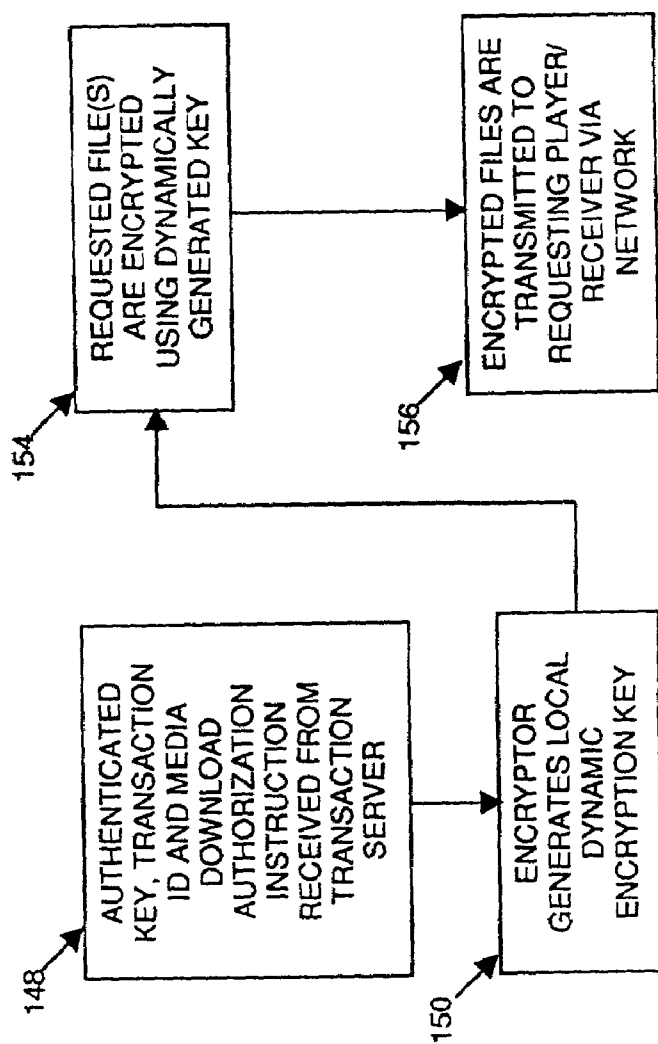 148
AUTHENTICATED
KEY, TRANSACTION
ID AND MEDIA
DOWNLOAD
AUTHORIZATION
INSTRUCTION
RECEIVED FROM
TRANSACTION
SERVER
150
ENCRYPTOR
GENERATES LOCAL
DYNAMIC
ENCRYPTION KEY
154
REQUESTED FILE(S)
ARE ENCRYPTED
USING DYNAMICALLY
GENERATED KEY
156
ENCRYPTED FILES ARE
TRANSMITTED TO
REQUESTING PLAYER/
RECEIVER VIA
NETWORK